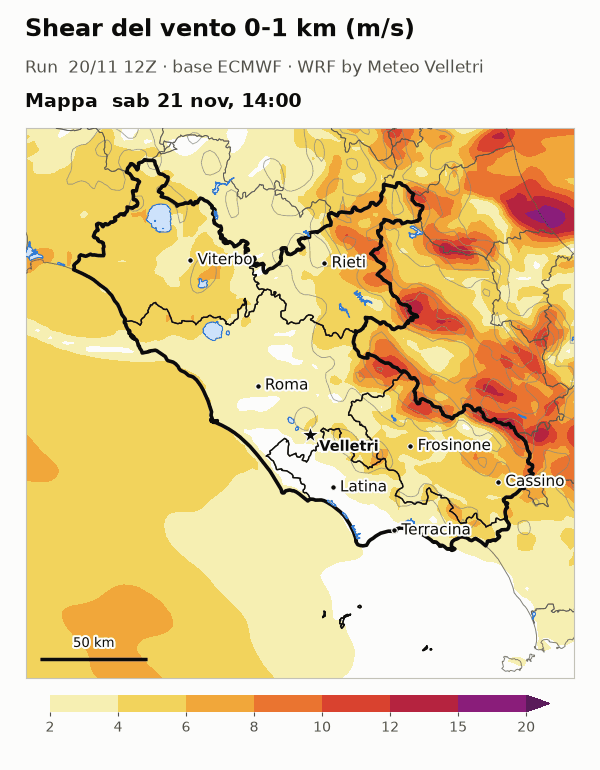 Shear del vento 0-1 km (m/s)
Run  20/11 12Z · base ECMWF · WRF by Meteo Velletri
Mappa  sab 21 nov, 14:00
Viterbo
Rieti
Roma
Velletri
Frosinone
Latina
Cassino
Terracina
50 km
2 4 6 8 10 12 15 20